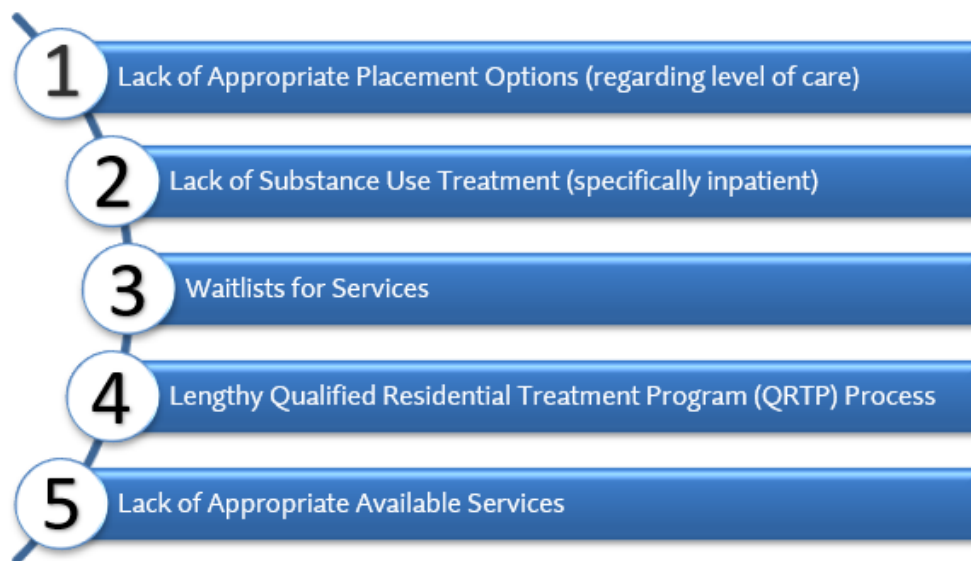 1 Lack of Appropriate Placement Options (regarding level of care)
2 Lack of Substance Use Treatment (specifically inpatient)
3 Waitlists for Services
4 Lengthy Qualified Residential Treatment Program (QRTP) Process
5 Lack of Appropriate Available Services